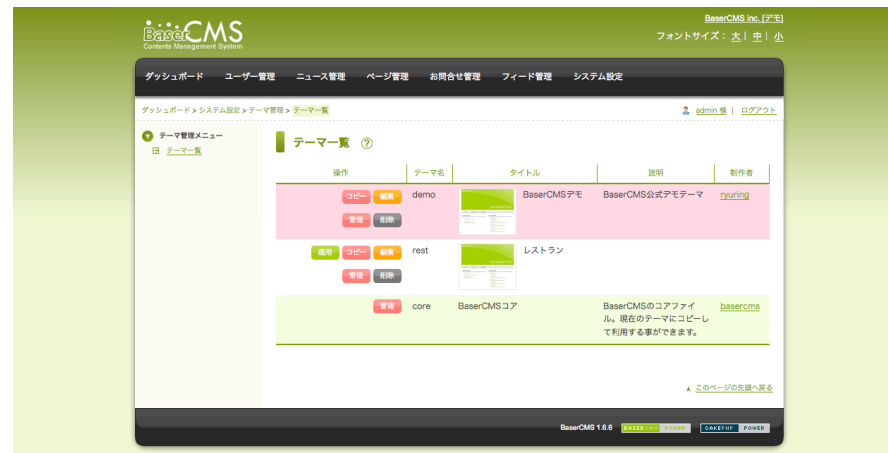 BaserCMS inc. [デモ]
BaserCMS
Contents Management System
フォントサイズ： 大 | 中 | 小
ダッシュボード ユーザー管理 ニュース管理 ページ管理 お問合せ管理 フィード管理 システム設定
ダッシュボード > システム設定 > テーマ管理 > テーマ一覧
admin 様 | ログアウト
テーマ管理メニュー
テーマ一覧
テーマ一覧 ?
操作 テーマ名 タイトル 説明 制作者
コピー 編集 demo BaserCMSデモ BaserCMS公式デモテーマ ryuring
管理 削除
適用 コピー 編集 rest レストラン
管理 削除
管理 core BaserCMSコア BaserCMSのコアファイ basercms
ル。現在のテーマにコピーし
て利用する事ができます。
▲ このページの先頭へ戻る
BaserCMS 1.6.6 BASERCMS POWER CAKEPHP POWER